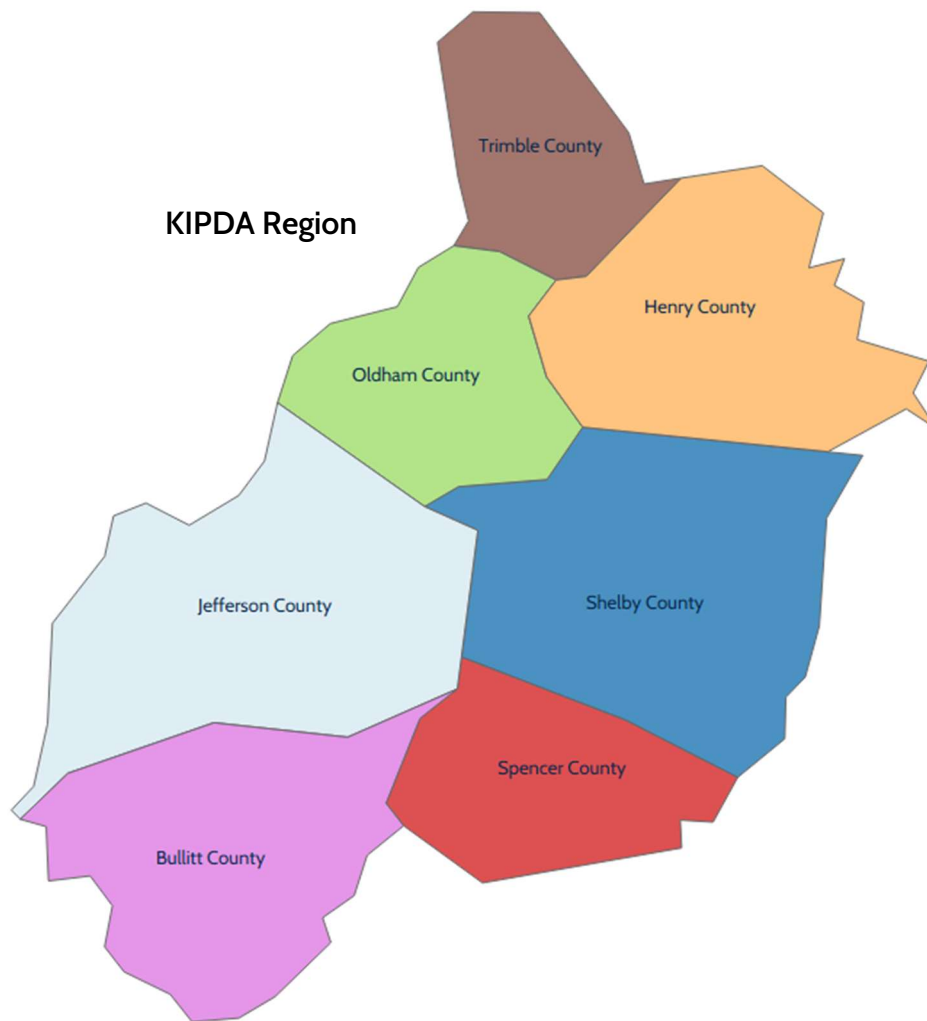 Trimble County
KIPDA Region
Henry County
Oldham County
Jefferson County
Shelby County
Spencer County
Bullitt County